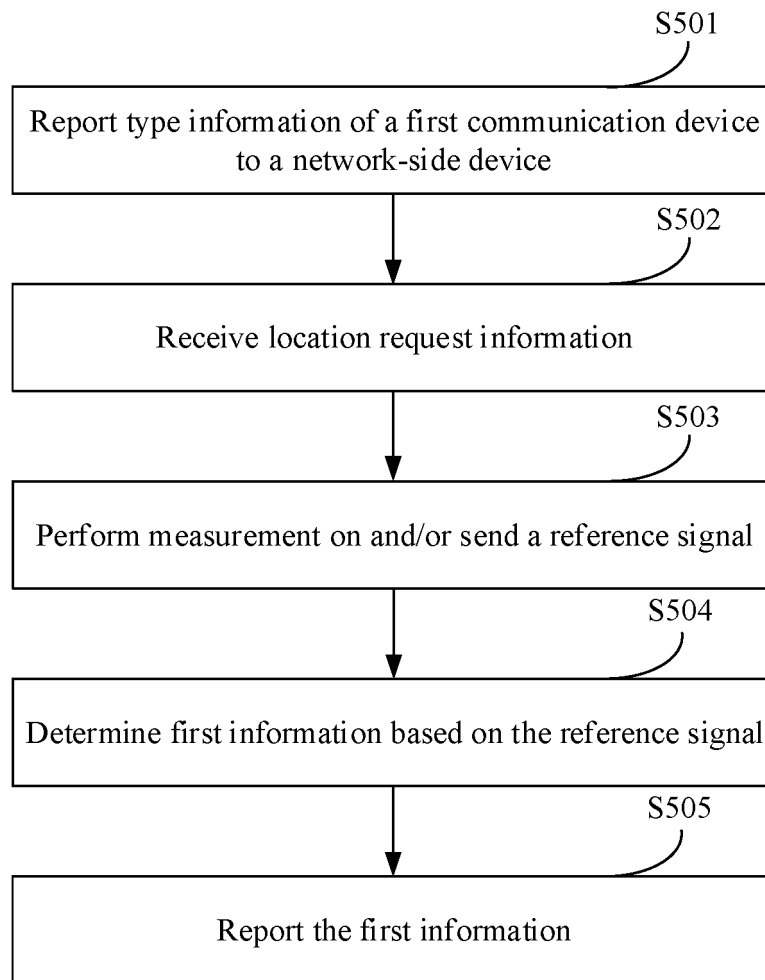 S501
Report type information of a first communication device
to a network-side device
S502
Receive location request information
S503
Perform measurement on and/or send a reference signal
S504
Determine first information based on the reference signal
S505
Report the first information